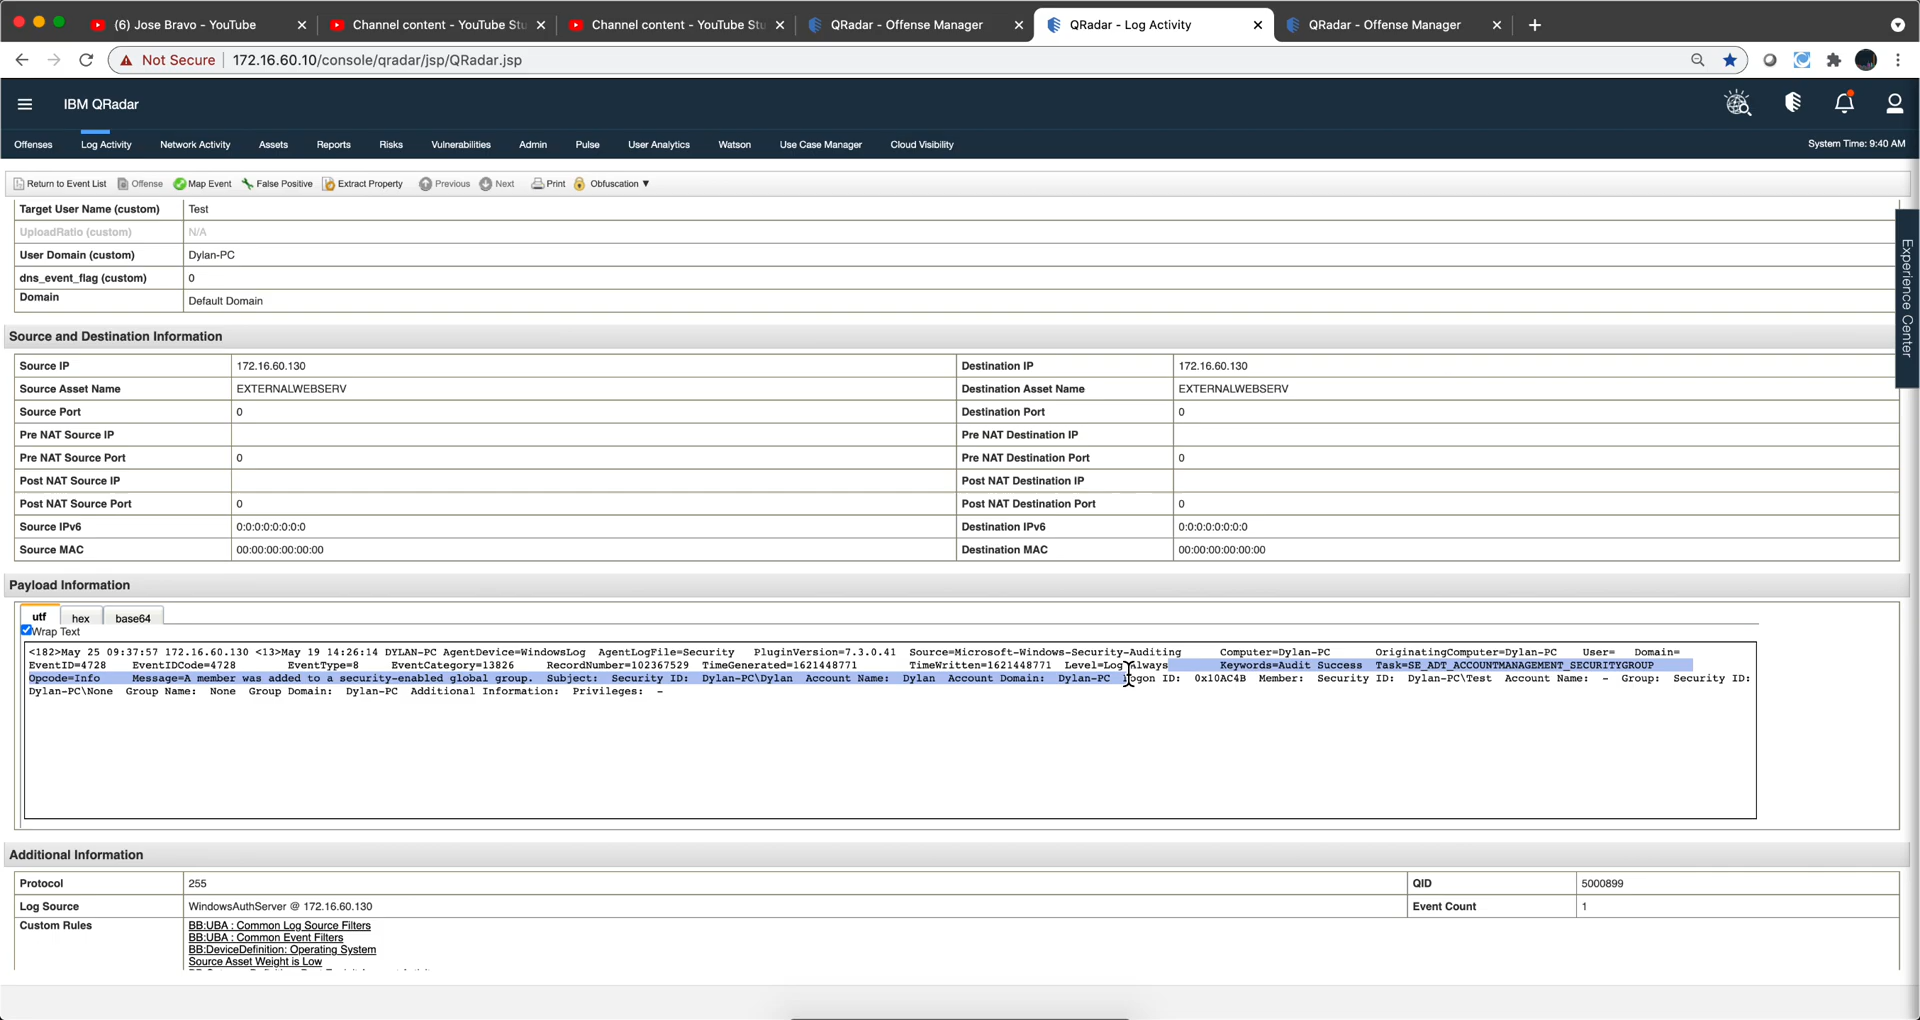 (6) Jose Bravo - YouTube
Channel content - YouTube Stu
Channel content - YouTube Stu
QRadar - Offense Manager
QRadar - Log Activity
QRadar - Offense Manager
Not Secure
172.16.60.10/console/qradar/jsp/QRadar.jsp
IBM QRadar
Offenses Log Activity Network Activity Assets Reports Risks Vulnerabilities Admin Pulse User Analytics Watson Use Case Manager Cloud Visibility
System Time: 9:40 AM
Return to Event List Offense Map Event False Positive Extract Property Previous Next Print Obfuscation ▼
Experience Center
Target User Name (custom) Test
UploadRatio (custom) N/A
User Domain (custom) Dylan-PC
dns_event_flag (custom) 0
Domain Default Domain
Source and Destination Information
Source IP 172.16.60.130 Destination IP 172.16.60.130
Source Asset Name EXTERNALWEBSERV Destination Asset Name EXTERNALWEBSERV
Source Port 0 Destination Port 0
Pre NAT Source IP Pre NAT Destination IP
Pre NAT Source Port 0 Pre NAT Destination Port 0
Post NAT Source IP Post NAT Destination IP
Post NAT Source Port 0 Post NAT Destination Port 0
Source IPv6 0:0:0:0:0:0:0:0 Destination IPv6 0:0:0:0:0:0:0:0
Source MAC 00:00:00:00:00:00 Destination MAC 00:00:00:00:00:00
Payload Information
utf hex base64
Wrap Text
<182>May 25 09:37:57 172.16.60.130 <13>May 19 14:26:14 DYLAN-PC AgentDevice=WindowsLog AgentLogFile=Security PluginVersion=7.3.0.41 Source=Microsoft-Windows-Security-Auditing Computer=Dylan-PC OriginatingComputer=Dylan-PC User= Domain=
EventID=4728 EventIDCode=4728 EventType=8 EventCategory=13826 RecordNumber=102367529 TimeGenerated=1621448771 TimeWritten=1621448771 Level=Log Always Keywords=Audit Success Task=SE_ADT_ACCOUNTMANAGEMENT_SECURITYGROUP
Opcode=Info Message=A member was added to a security-enabled global group. Subject: Security ID: Dylan-PC\Dylan Account Name: Dylan Account Domain: Dylan-PC Logon ID: 0x10AC4B Member: Security ID: Dylan-PC\Test Account Name: - Group: Security ID:
Dylan-PC\None Group Name: None Group Domain: Dylan-PC Additional Information: Privileges: -
Additional Information
Protocol 255 QID 5000899
Log Source WindowsAuthServer @ 172.16.60.130 Event Count 1
Custom Rules BB:UBA : Common Log Source Filters
BB:UBA : Common Event Filters
BB:DeviceDefinition: Operating System
Source Asset Weight is Low